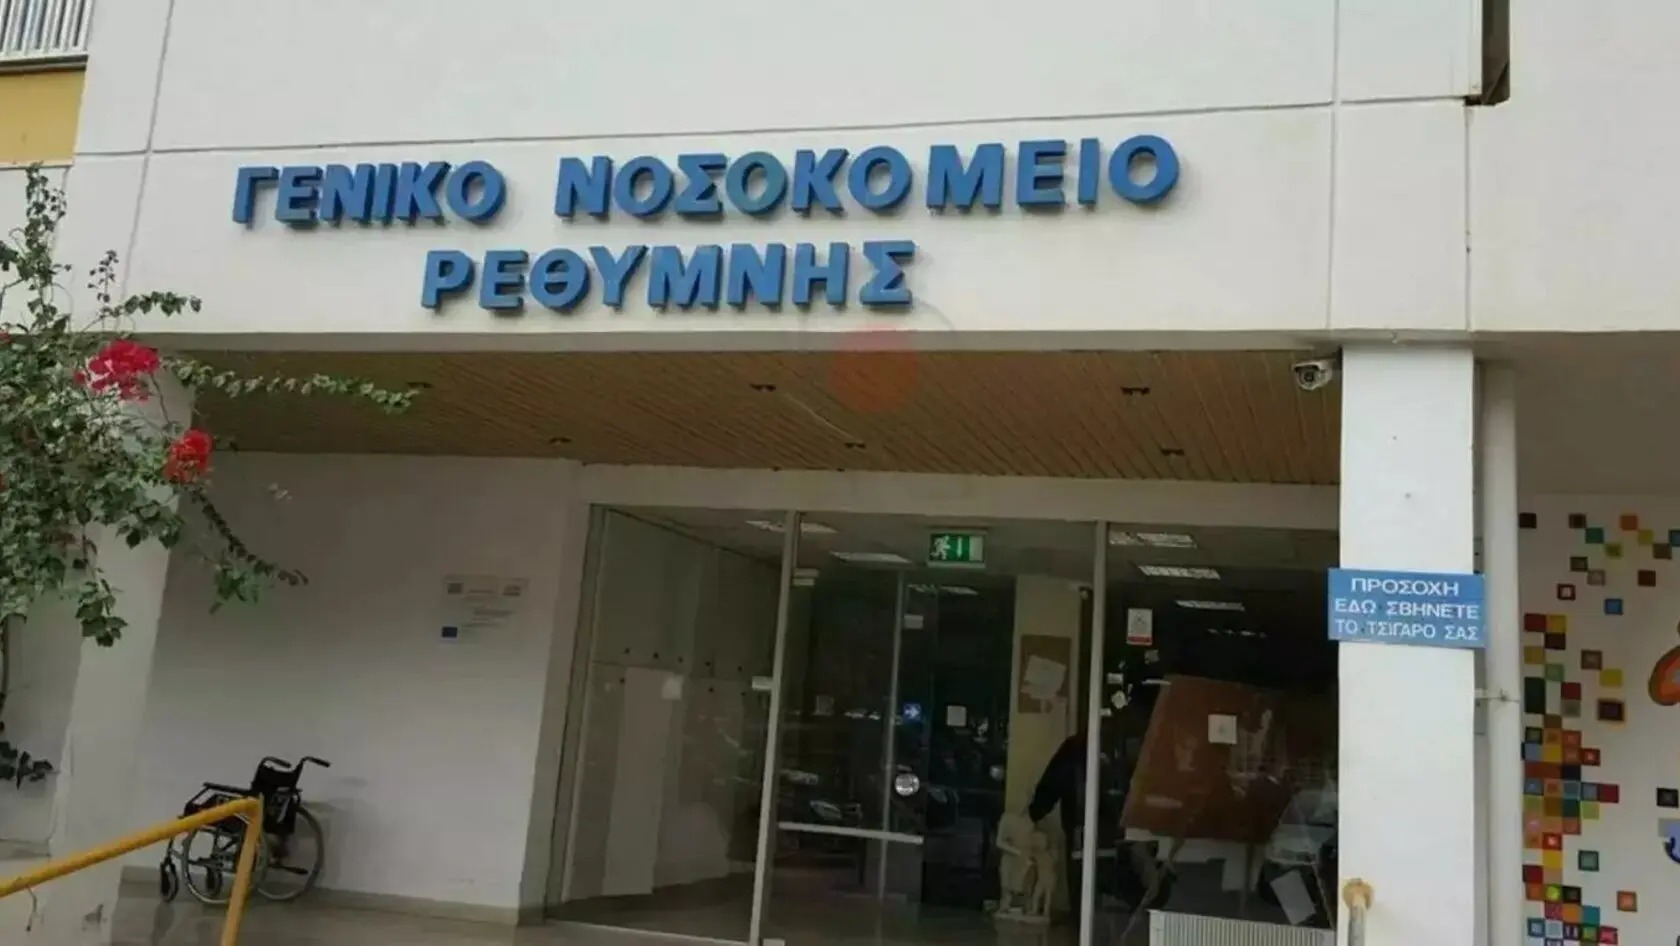 ΓΕΝΙΚΟ ΝΟΣΟΚΟΜΕΙΟ
ΡΕΘΥΜΝΗΣ
ΠΡΟΣΟΧΗ
ΕΔΩ ΣΒΗΝΕΤΕ
ΤΟ ΤΣΙΓΑΡΟ ΣΑΣ